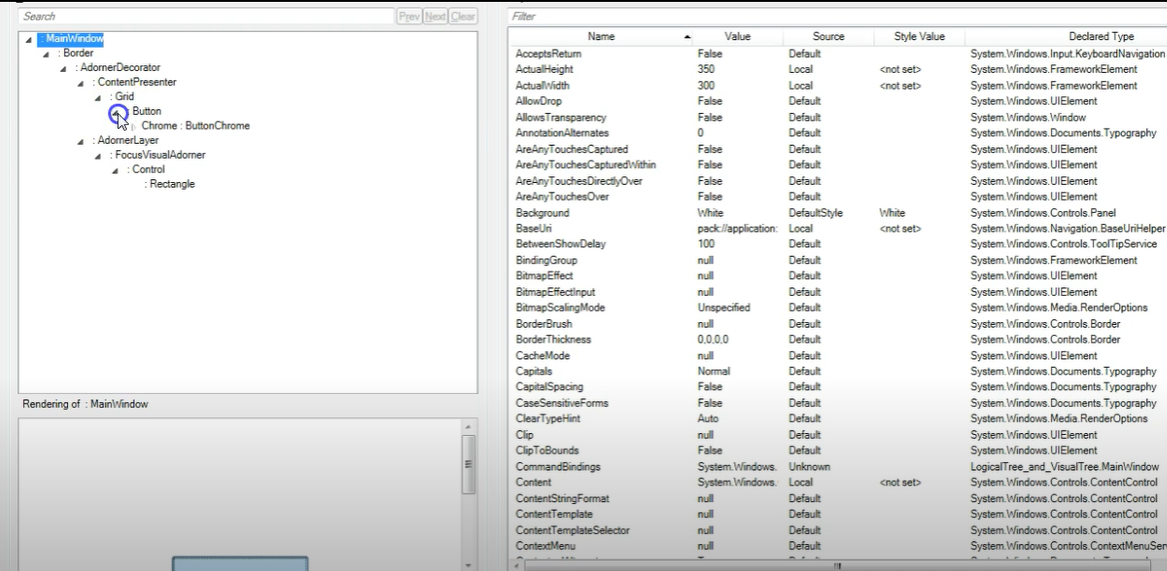 Search Prev Next Clear
: MainWindow
: Border
: AdornerDecorator
: ContentPresenter
: Grid
: Button
Chrome : ButtonChrome
: AdornerLayer
: FocusVisualAdorner
: Control
: Rectangle
Rendering of : MainWindow
Filter
Name Value Source Style Value Declared Type
AcceptsReturn False Default System.Windows.Input.KeyboardNavigation
ActualHeight 350 Local <not set> System.Windows.FrameworkElement
ActualWidth 300 Local <not set> System.Windows.FrameworkElement
AllowDrop False Default System.Windows.UIElement
AllowsTransparency False Default System.Windows.Window
AnnotationAlternates 0 Default System.Windows.Documents.Typography
AreAnyTouchesCaptured False Default System.Windows.UIElement
AreAnyTouchesCapturedWithin False Default System.Windows.UIElement
AreAnyTouchesDirectlyOver False Default System.Windows.UIElement
AreAnyTouchesOver False Default System.Windows.UIElement
Background White DefaultStyle White System.Windows.Controls.Panel
BaseUri pack://application: Local <not set> System.Windows.Navigation.BaseUriHelper
BetweenShowDelay 100 Default System.Windows.Controls.ToolTipService
BindingGroup null Default System.Windows.FrameworkElement
BitmapEffect null Default System.Windows.UIElement
BitmapEffectInput null Default System.Windows.UIElement
BitmapScalingMode Unspecified Default System.Windows.Media.RenderOptions
BorderBrush null Default System.Windows.Controls.Border
BorderThickness 0,0,0,0 Default System.Windows.Controls.Border
CacheMode null Default System.Windows.UIElement
Capitals Normal Default System.Windows.Documents.Typography
CapitalSpacing False Default System.Windows.Documents.Typography
CaseSensitiveForms False Default System.Windows.Documents.Typography
ClearTypeHint Auto Default System.Windows.Media.RenderOptions
Clip null Default System.Windows.UIElement
ClipToBounds False Default System.Windows.UIElement
CommandBindings System.Windows. Unknown LogicalTree_and_VisualTree.MainWindow
Content System.Windows. Local <not set> System.Windows.Controls.ContentControl
ContentStringFormat null Default System.Windows.Controls.ContentControl
ContentTemplate null Default System.Windows.Controls.ContentControl
ContentTemplateSelector null Default System.Windows.Controls.ContentControl
ContextMenu null Default System.Windows.Controls.ContextMenuSer